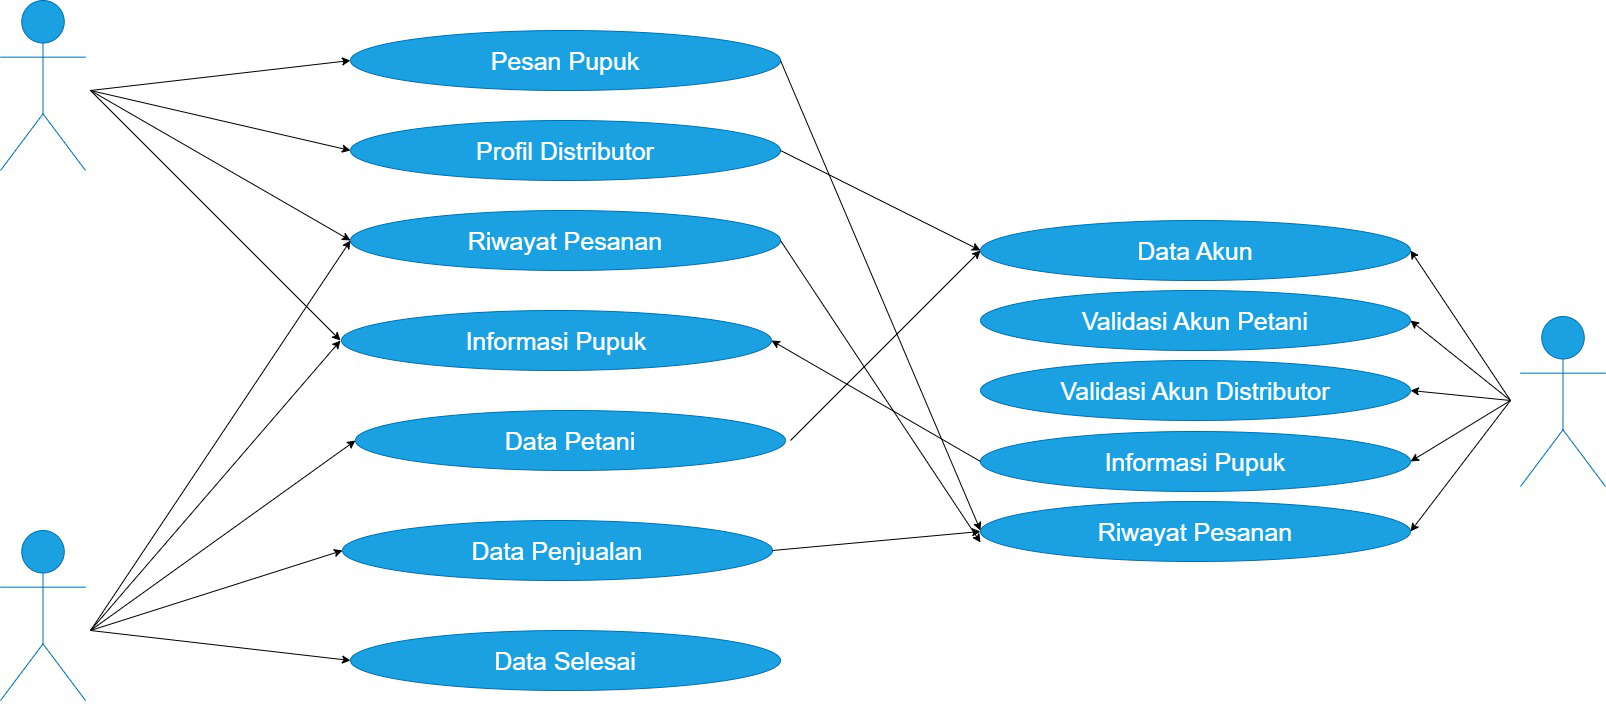 Pesan Pupuk
Profil Distributor
Riwayat Pesanan
Informasi Pupuk
Data Petani
Data Penjualan
Data Selesai
Data Akun
Validasi Akun Petani
Validasi Akun Distributor
Informasi Pupuk
Riwayat Pesanan